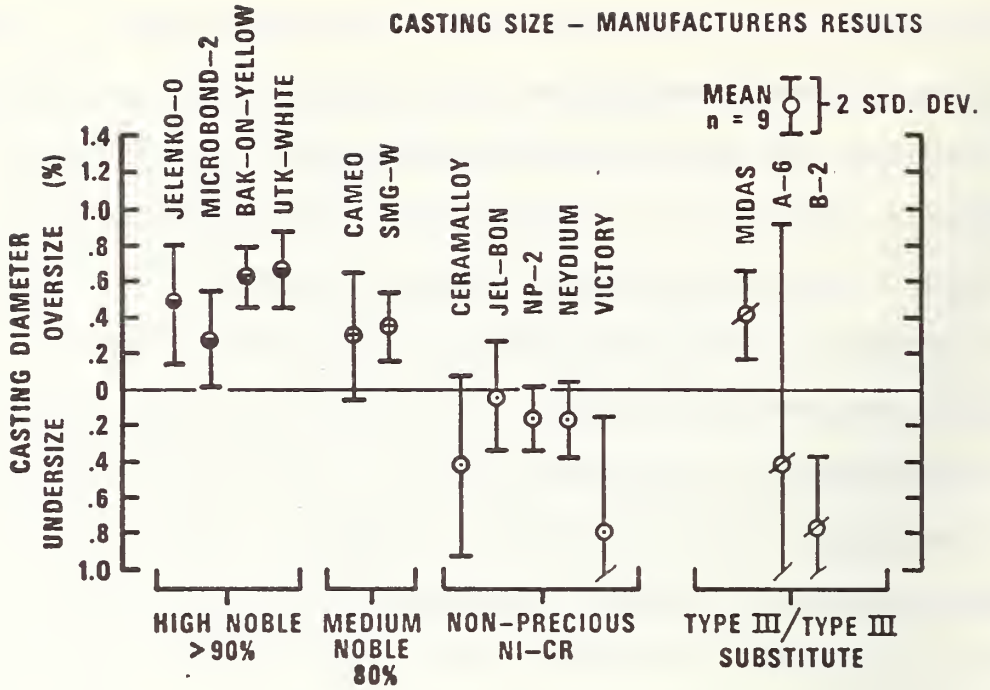 CASTING SIZE – MANUFACTURERS RESULTS
MEAN
n = 9
2 STD. DEV.
JELENKO–O
MICROBOND–2
BAK–ON–YELLOW
UTK–WHITE
CAMEO
SMG–W
CERAMALLOY
JEL–BON
NP–2
NEYDIUM
VICTORY
MIDAS
A–6
B–2
CASTING DIAMETER
UNDERSIZE OVERSIZE (%)
1.4
1.2
1.0
.8
.6
.4
.2
0
.2
.4
.6
.8
1.0
HIGH NOBLE
>90%
MEDIUM
NOBLE
80%
NON–PRECIOUS
NI–CR
TYPE III/TYPE III
SUBSTITUTE